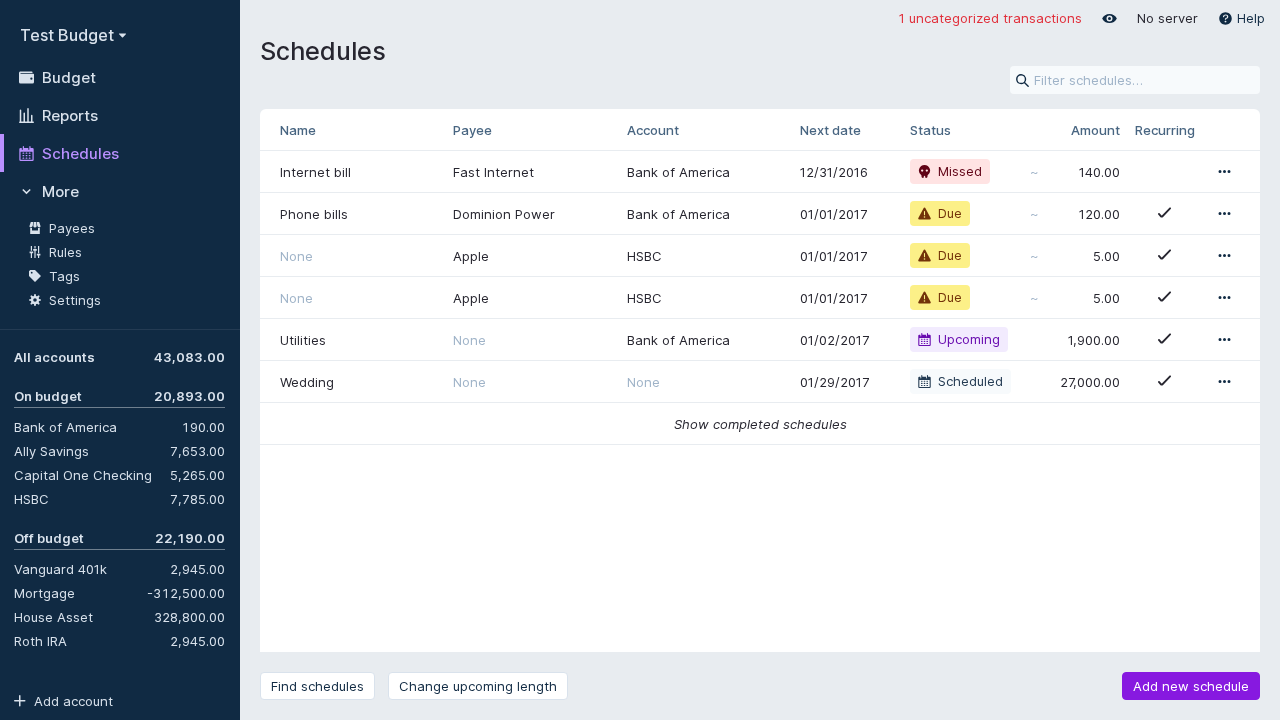 Test Budget
Budget
Reports
Schedules
More
Payees
Rules
Tags
Settings
All accounts 43,083.00
On budget 20,893.00
Bank of America 190.00
Ally Savings 7,653.00
Capital One Checking 5,265.00
HSBC 7,785.00
Off budget 22,190.00
Vanguard 401k 2,945.00
Mortgage -312,500.00
House Asset 328,800.00
Roth IRA 2,945.00
Add account
1 uncategorized transactions No server Help
Schedules
Filter schedules...
Name Payee Account Next date Status Amount Recurring
Internet bill Fast Internet Bank of America 12/31/2016 Missed ~ 140.00
Phone bills Dominion Power Bank of America 01/01/2017 Due ~ 120.00
None Apple HSBC 01/01/2017 Due ~ 5.00
None Apple HSBC 01/01/2017 Due ~ 5.00
Utilities None Bank of America 01/02/2017 Upcoming 1,900.00
Wedding None None 01/29/2017 Scheduled 27,000.00
Show completed schedules
Find schedules Change upcoming length Add new schedule